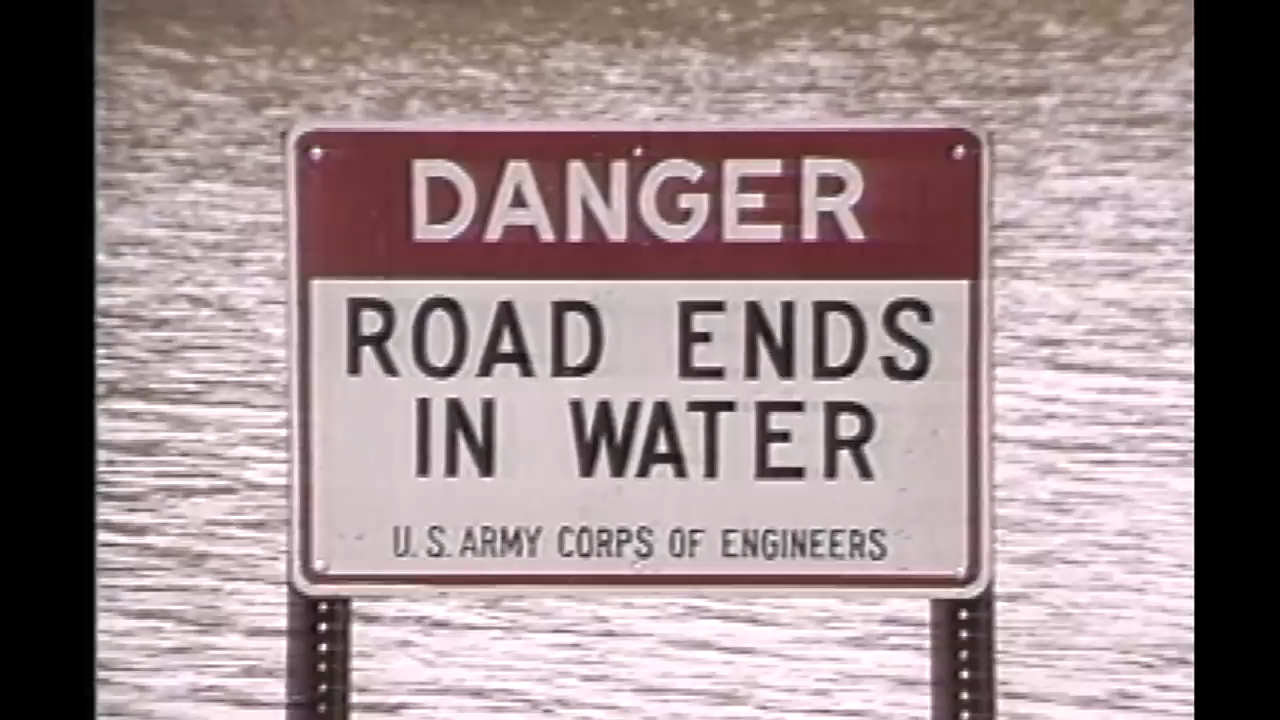 DANGER
ROAD ENDS
IN WATER
U.S. ARMY CORPS OF ENGINEERS